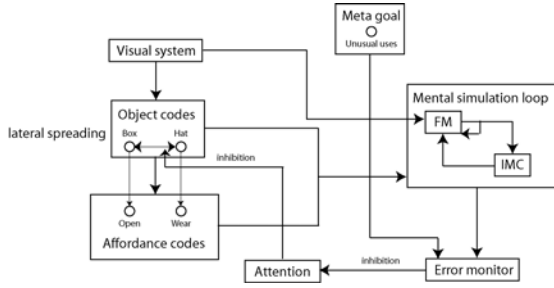 Meta goal
Unusual uses
Visual system
Object codes
Box
Hat
lateral spreading
Mental simulation loop
FM
IMC
inhibition
Open
Wear
Affordance codes
Attention
inhibition
Error monitor